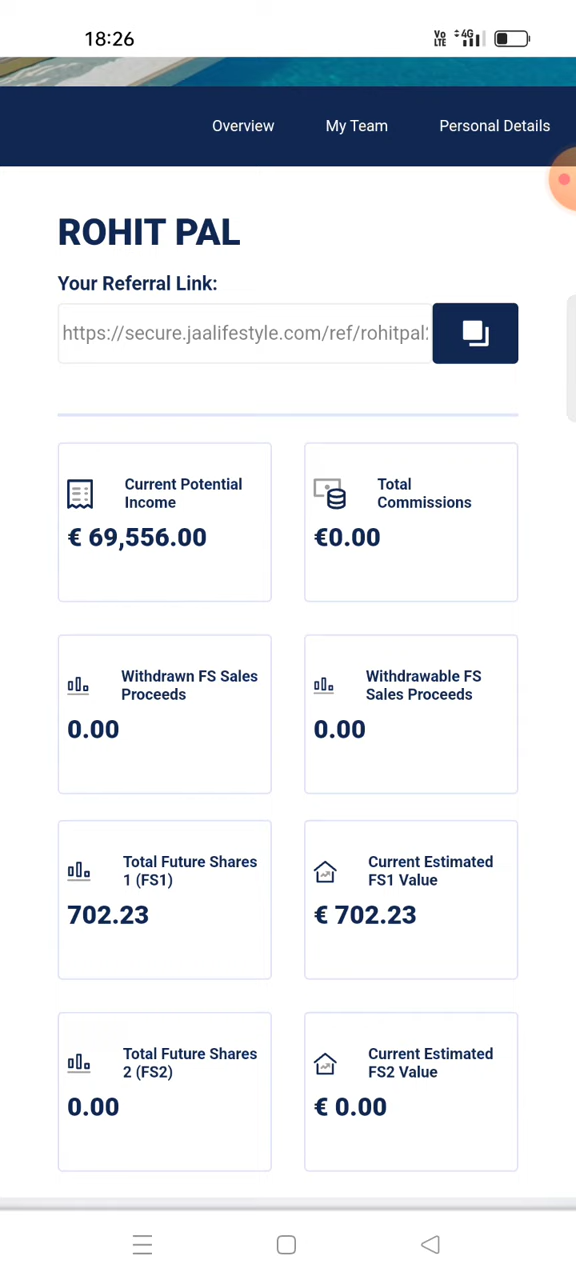 18:26
Vo LTE 4G
Overview My Team Personal Details
ROHIT PAL
Your Referral Link:
https://secure.jaalifestyle.com/ref/rohitpal
Current Potential
Income
€ 69,556.00
Total
Commissions
€0.00
Withdrawn FS Sales
Proceeds
0.00
Withdrawable FS
Sales Proceeds
0.00
Total Future Shares
1 (FS1)
702.23
Current Estimated
FS1 Value
€ 702.23
Total Future Shares
2 (FS2)
0.00
Current Estimated
FS2 Value
€ 0.00